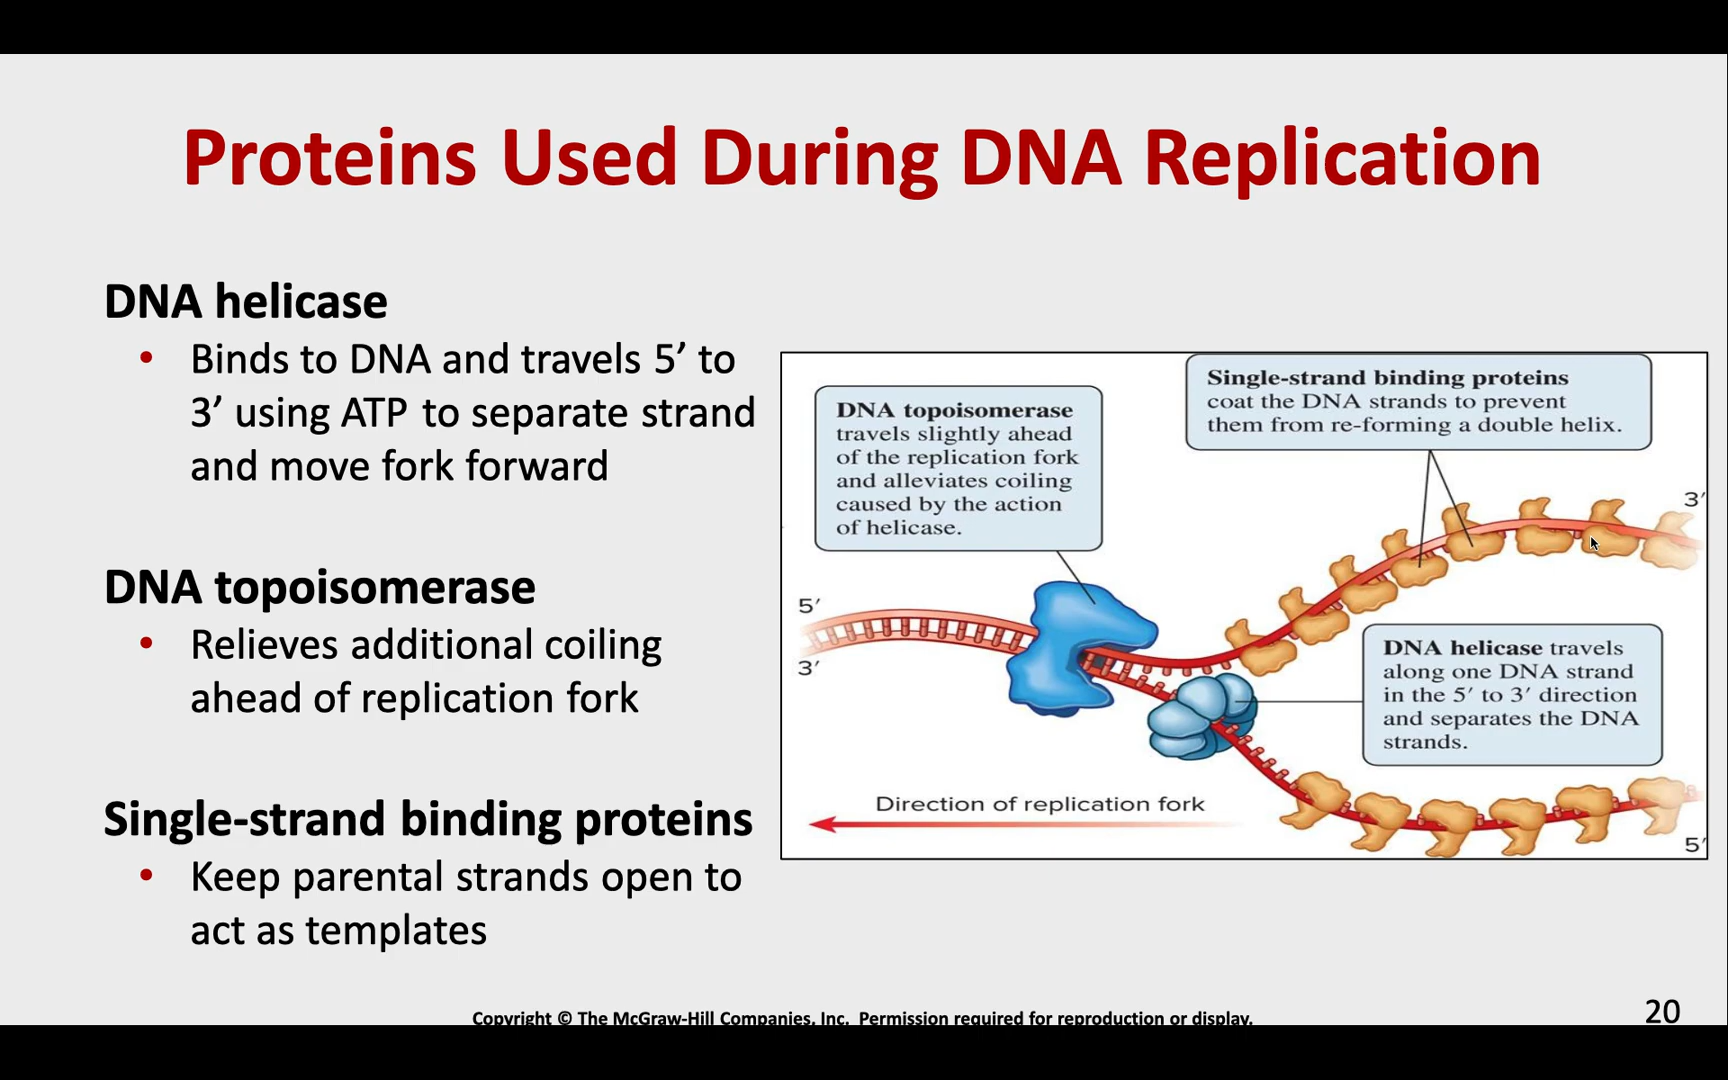 Proteins Used During DNA Replication
DNA helicase
• Binds to DNA and travels 5’ to
3’ using ATP to separate strand
and move fork forward
DNA topoisomerase
• Relieves additional coiling
ahead of replication fork
Single-strand binding proteins
• Keep parental strands open to
act as templates
DNA topoisomerase
travels slightly ahead
of the replication fork
and alleviates coiling
caused by the action
of helicase.
Single-strand binding proteins
coat the DNA strands to prevent
them from re-forming a double helix.
3′
5′
3′
DNA helicase travels
along one DNA strand
in the 5′ to 3′ direction
and separates the DNA
strands.
Direction of replication fork
5′
Copyright © The McGraw-Hill Companies, Inc. Permission required for reproduction or display.
20